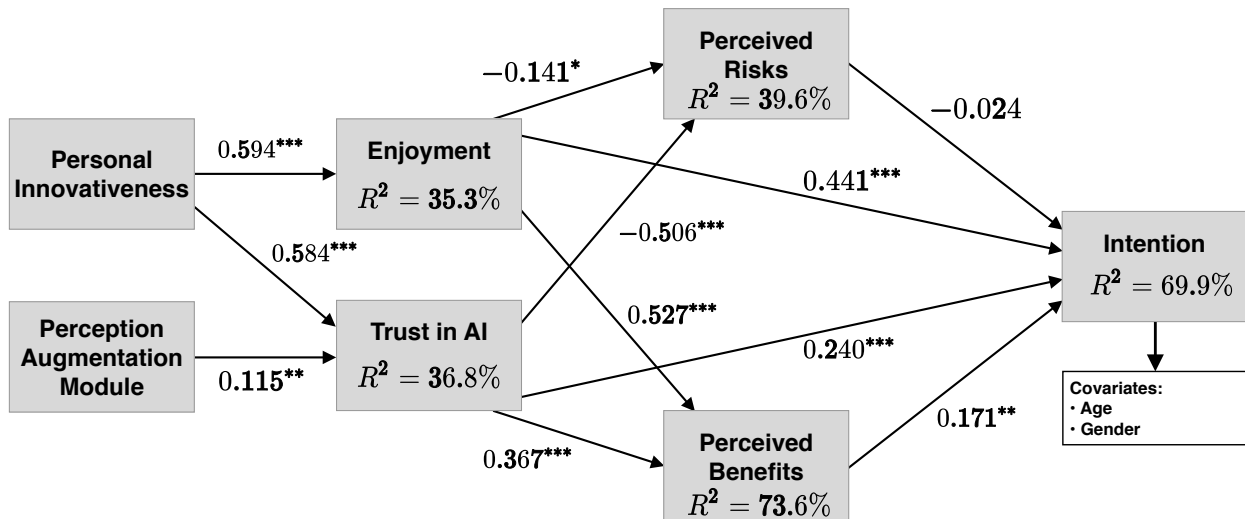 Personal
Innovativeness
Perception
Augmentation
Module
0.594***
0.584***
0.115**
Enjoyment
R² = 35.3%
Trust in AI
R² = 36.8%
−0.141*
−0.506***
0.527***
0.367***
Perceived
Risks
R² = 39.6%
Perceived
Benefits
R² = 73.6%
−0.024
0.441***
0.240***
0.171**
Intention
R² = 69.9%
Covariates:
• Age
• Gender